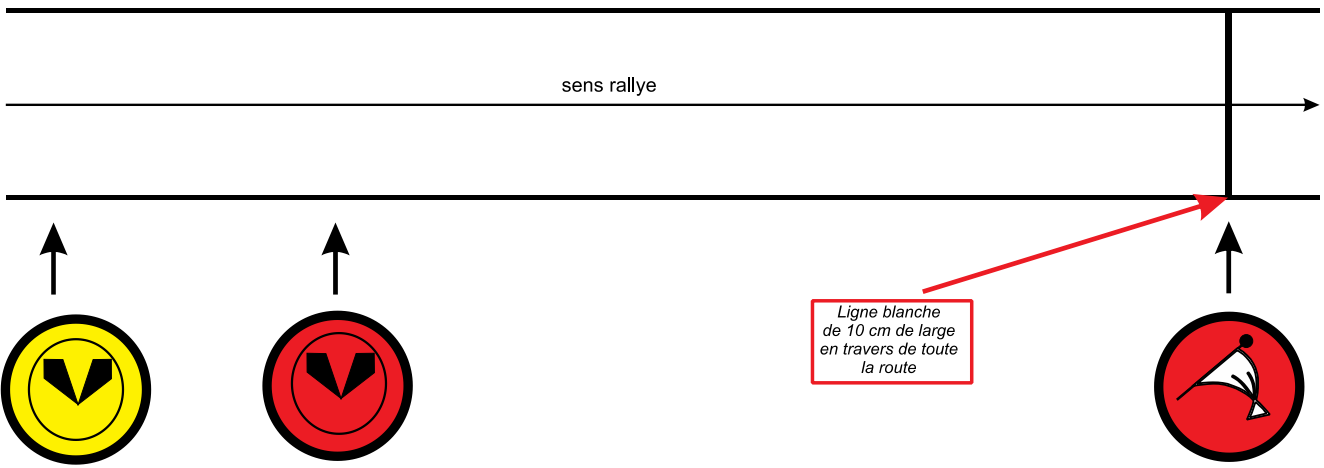 sens rallye
Ligne blanche
de 10 cm de large
en travers de toute
la route